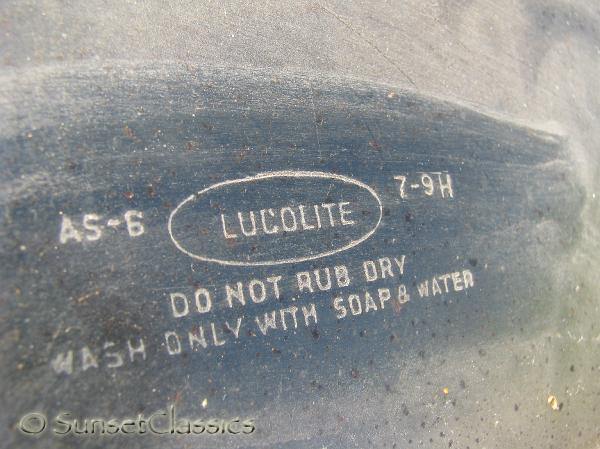 AS-6 LUCOLITE 7-9H
DO NOT RUB DRY
WASH ONLY WITH SOAP & WATER
© SunsetClassics